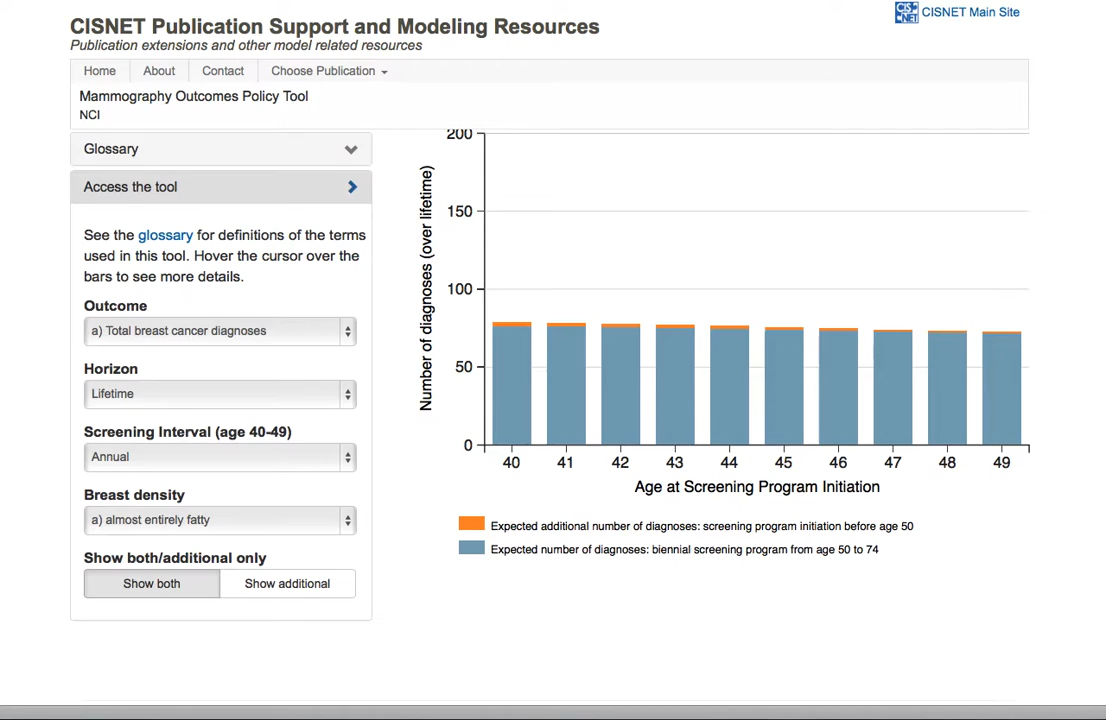 CISNET Publication Support and Modeling Resources
Publication extensions and other model related resources
CISNET
CISNET Main Site
Home About Contact Choose Publication
Mammography Outcomes Policy Tool
NCI
Glossary
Access the tool
See the glossary for definitions of the terms
used in this tool. Hover the cursor over the
bars to see more details.
Outcome
a) Total breast cancer diagnoses
Horizon
Lifetime
Screening Interval (age 40-49)
Annual
Breast density
a) almost entirely fatty
Show both/additional only
Show both Show additional
Number of diagnoses (over lifetime)
200
150
100
50
0
40 41 42 43 44 45 46 47 48 49
Age at Screening Program Initiation
Expected additional number of diagnoses: screening program initiation before age 50
Expected number of diagnoses: biennial screening program from age 50 to 74